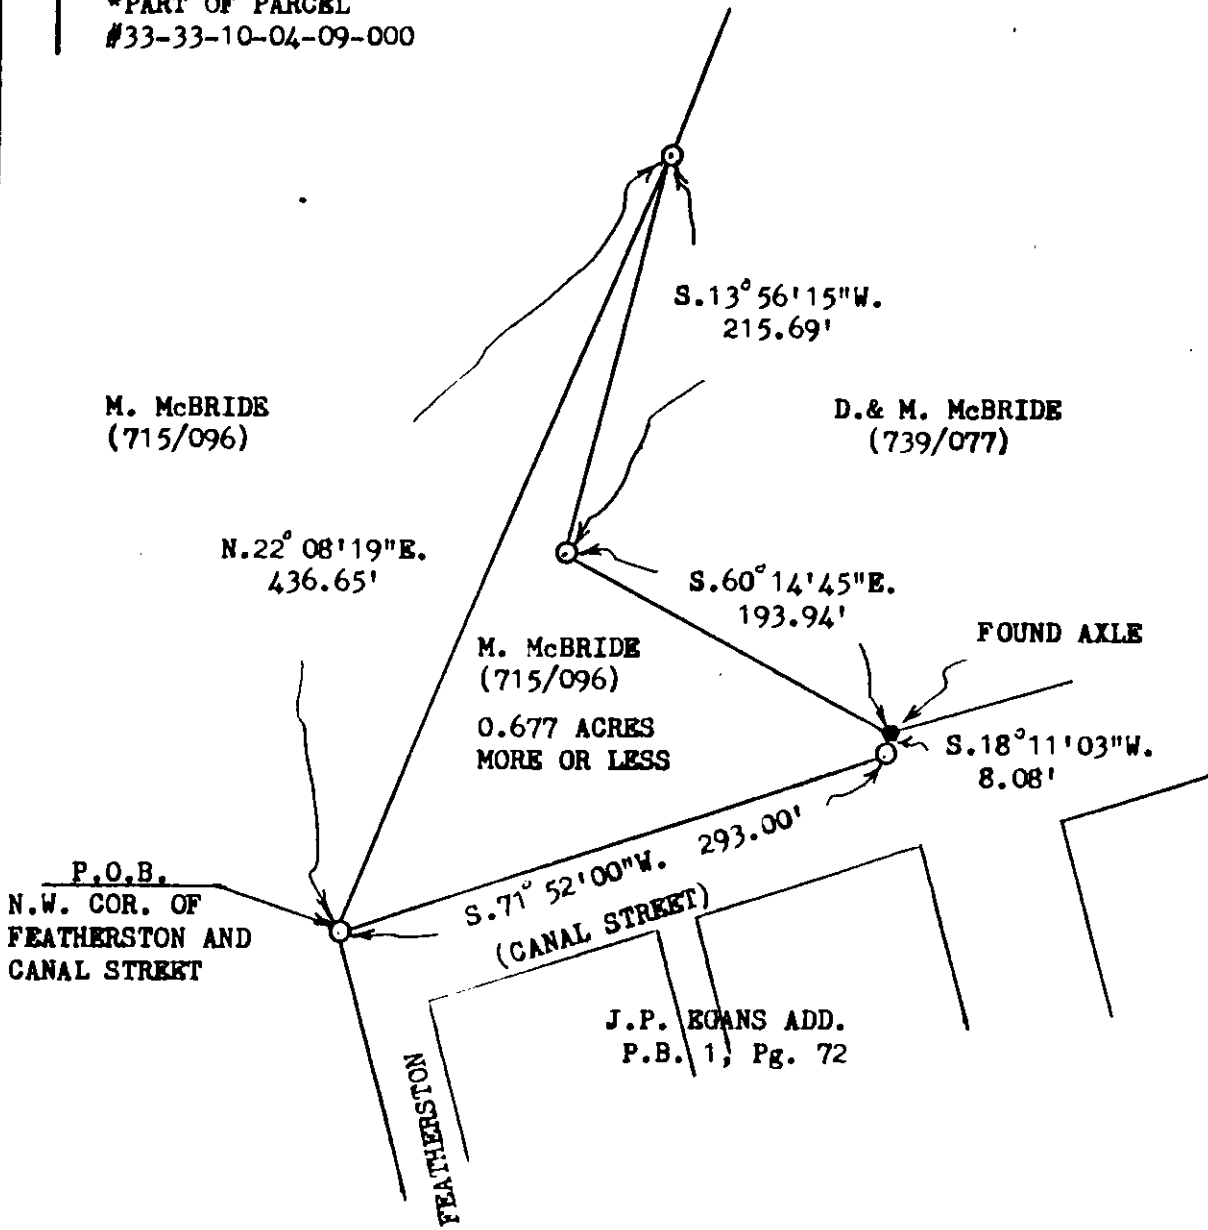 *PART OF PARCEL
#33-33-10-04-09-000
S.13°56'15"W.
215.69'
M. McBRIDE
(715/096)
D.& M. McBRIDE
(739/077)
N.22°08'19"E.
436.65'
S.60°14'45"E.
193.94'
FOUND AXLE
M. McBRIDE
(715/096)
0.677 ACRES
MORE OR LESS
S.18°11'03"W.
8.08'
S.71°52'00"W. 293.00'
(CANAL STREET)
P.O.B.
N.W. COR. OF
FEATHERSTON AND
CANAL STREET
J.P. EGANS ADD.
P.B. 1, Pg. 72
FEATHERSTON